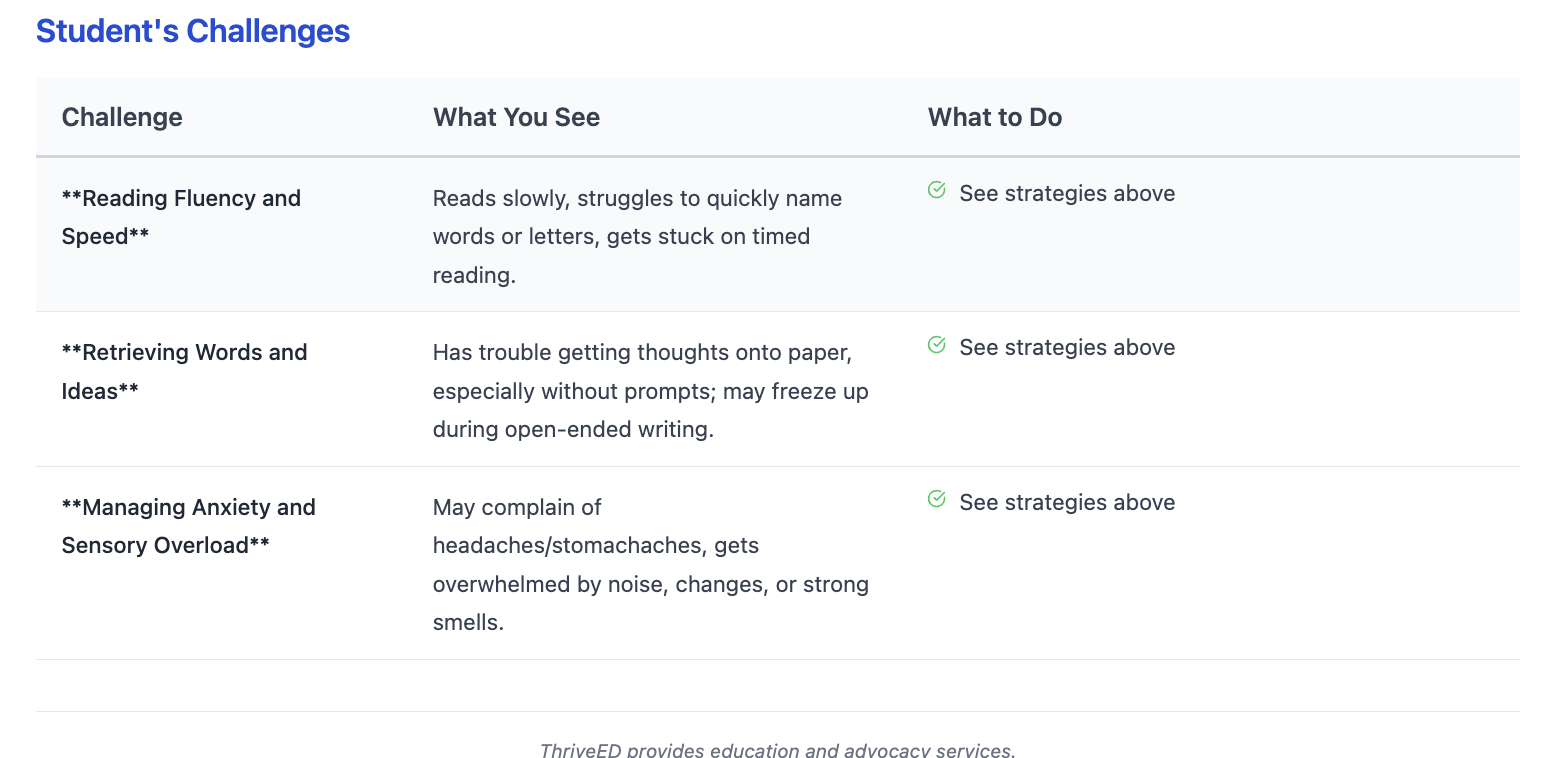 Student's Challenges
Challenge
What You See
What to Do
**Reading Fluency and
Speed**
Reads slowly, struggles to quickly name
words or letters, gets stuck on timed
reading.
See strategies above
**Retrieving Words and
Ideas**
Has trouble getting thoughts onto paper,
especially without prompts; may freeze up
during open-ended writing.
See strategies above
**Managing Anxiety and
Sensory Overload**
May complain of
headaches/stomachaches, gets
overwhelmed by noise, changes, or strong
smells.
See strategies above
ThriveED provides education and advocacy services.